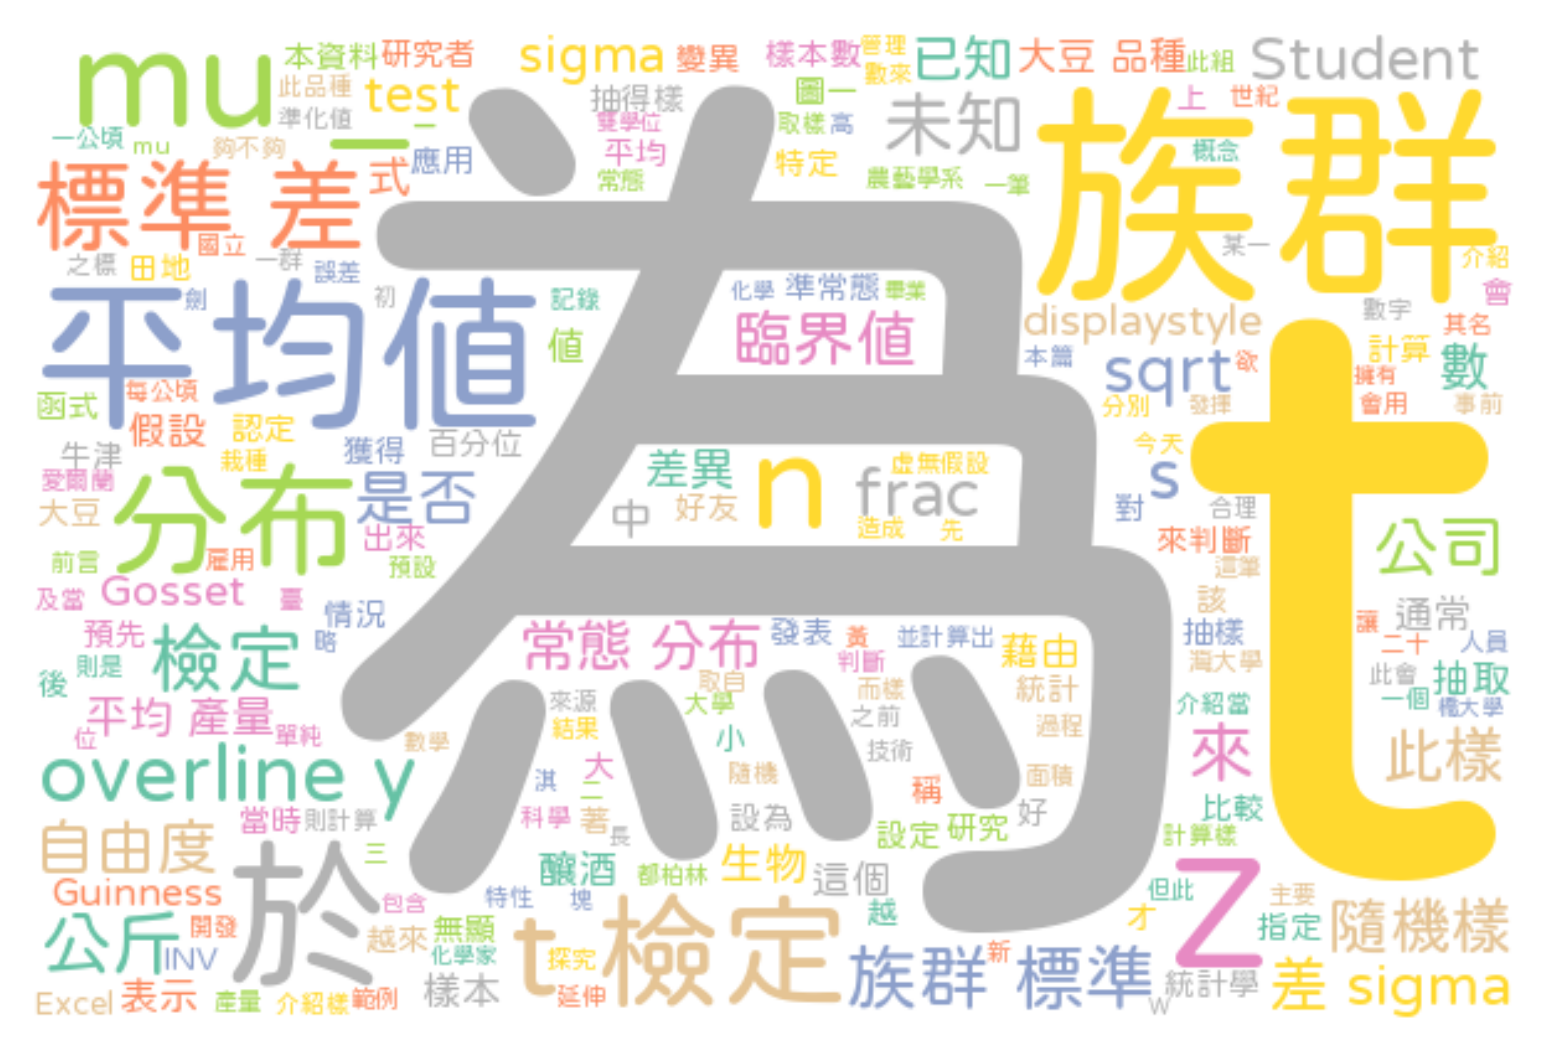 mu 本資料 研究者 sigma 變異 樣本數 管理 已知 大豆 品種 此組 Student
此品種 test 抽得樣 圖一 數來 上 世紀
準化值 一 雙學位 取樣 高 未知 族群
一公頃 mu 夠不夠 一 應用 平均 特定 概念
標準 差 式 常態 農藝學系 一筆
國立 為 某一
之標 田地 一群 誤差 介紹
劍 初 記錄 化學 準常態 畢業 數字 會
平均值 值 臨界值 displaystyle 其名
本篇 sqrt 欲 計算 數
函式 每公頃 分別 發揮 擁有 會用 事前
假設 認定 獲得 百分位 今天 t
牛津 栽種 差異 n 虛無假設 s
愛爾蘭 分布 是否 frac 對 合理
大豆 中 好友 造成 先
前言 雇用 出來 來判斷 公司
預設 這筆
及當 Gosset 臺 情況 該 通常
預先 檢定 略 常態 分布 發表 黃 並計算出 藉由 抽樣 讓 二十 人員
則是 判斷 灣大學 此會 抽取
後 取自 而樣 統計 一個
平均 產量 來源 大學 之前 介紹當 權大學
位 單純 數學 結果 小 技術 過程 來 此樣
overline y 淇 大 隨機 稱 面積
二 比較
當時 則計算 科學 著 設為 設定 研究 好 計算樣
自由度 三 長
於 釀酒 都柏林 生物 這個 Z 但此 主要
Guinness 包含 特性 塊 越 才 指定 隨機樣
公斤 開發 越來 無顯 t檢定
INV 化學家 探究 族群 新 標準 統計學 差 sigma
Excel 表示 產量 介紹樣 範例 樣本 延伸 w